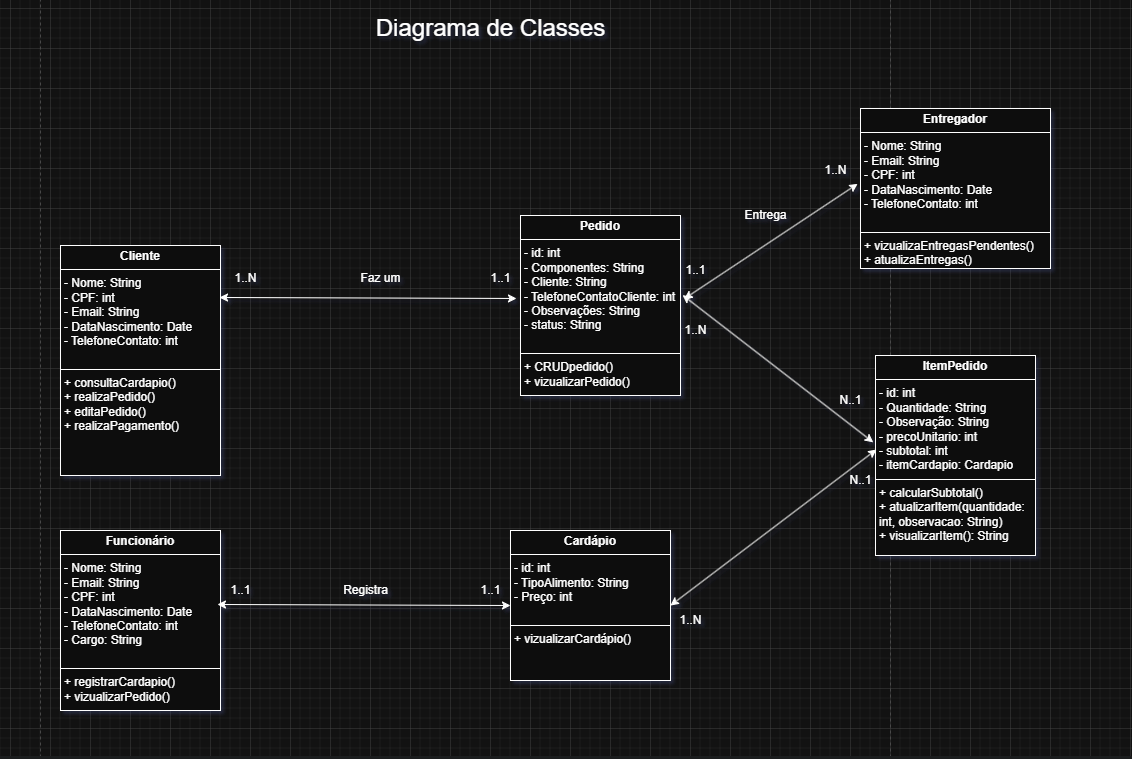 Diagrama de Classes
Entregador
- Nome: String
- Email: String
- CPF: int
- DataNascimento: Date
- TelefoneContato: int
+ vizualizaEntregasPendentes()
+ atualizaEntregas()
1..N
Entrega
1..1
Pedido
- id: int
- Componentes: String
- Cliente: String
- TelefoneContatoCliente: int
- Observações: String
- status: String
+ CRUDpedido()
+ vizualizarPedido()
Cliente
- Nome: String
- CPF: int
- Email: String
- DataNascimento: Date
- TelefoneContato: int
+ consultaCardapio()
+ realizaPedido()
+ editaPedido()
+ realizaPagamento()
1..N
Faz um
1..1
1..N
N..1
ItemPedido
- id: int
- Quantidade: String
- Observação: String
- precoUnitario: int
- subtotal: int
- itemCardapio: Cardapio
+ calcularSubtotal()
+ atualizarItem(quantidade:
int, observacao: String)
+ visualizarItem(): String
N..1
Funcionário
- Nome: String
- Email: String
- CPF: int
- DataNascimento: Date
- TelefoneContato: int
- Cargo: String
+ registrarCardapio()
+ vizualizarPedido()
1..1
Registra
1..1
Cardápio
- id: int
- TipoAlimento: String
- Preço: int
+ vizualizarCardápio()
1..N